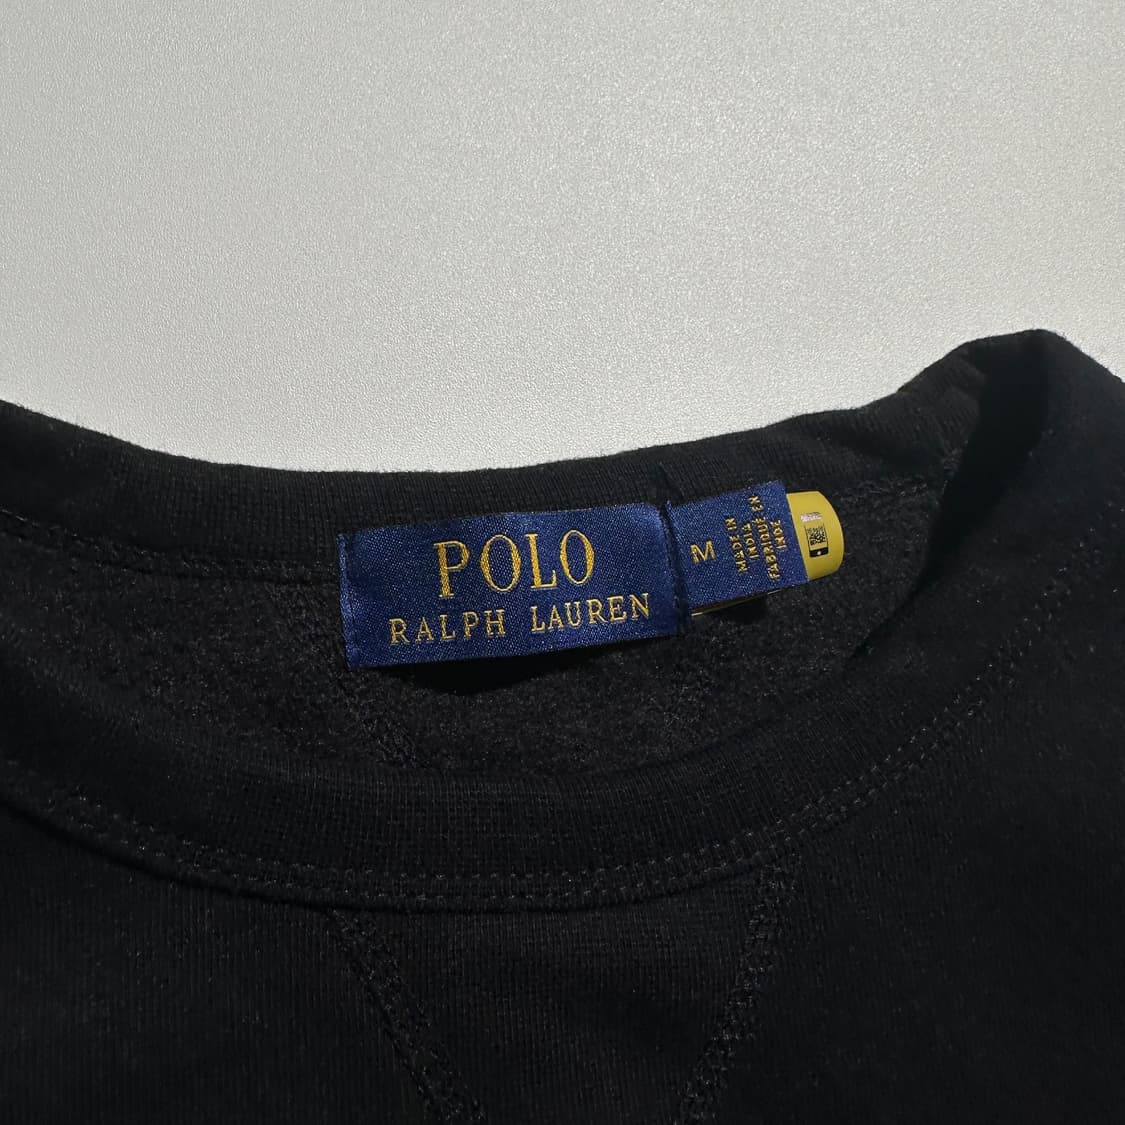 POLO
RALPH LAUREN
M
MADE IN
INDIA
FABRIQUÉ EN
INDE